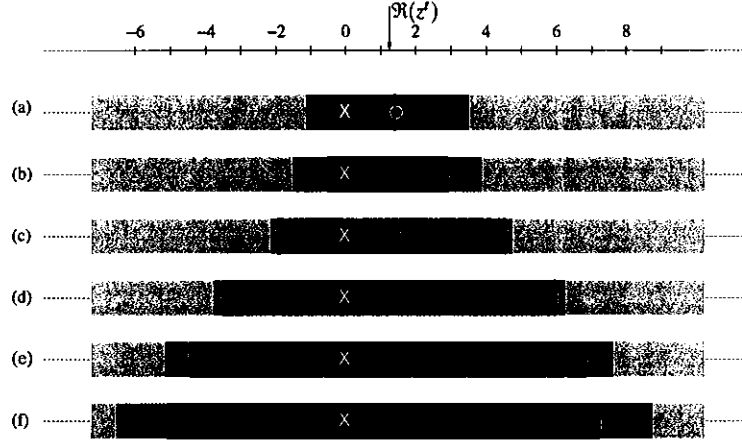 ℜ(z′)
−6 −4 −2 0 2 4 6 8
(a) X
(b) X
(c) X
(d) X
(e) X
(f) X